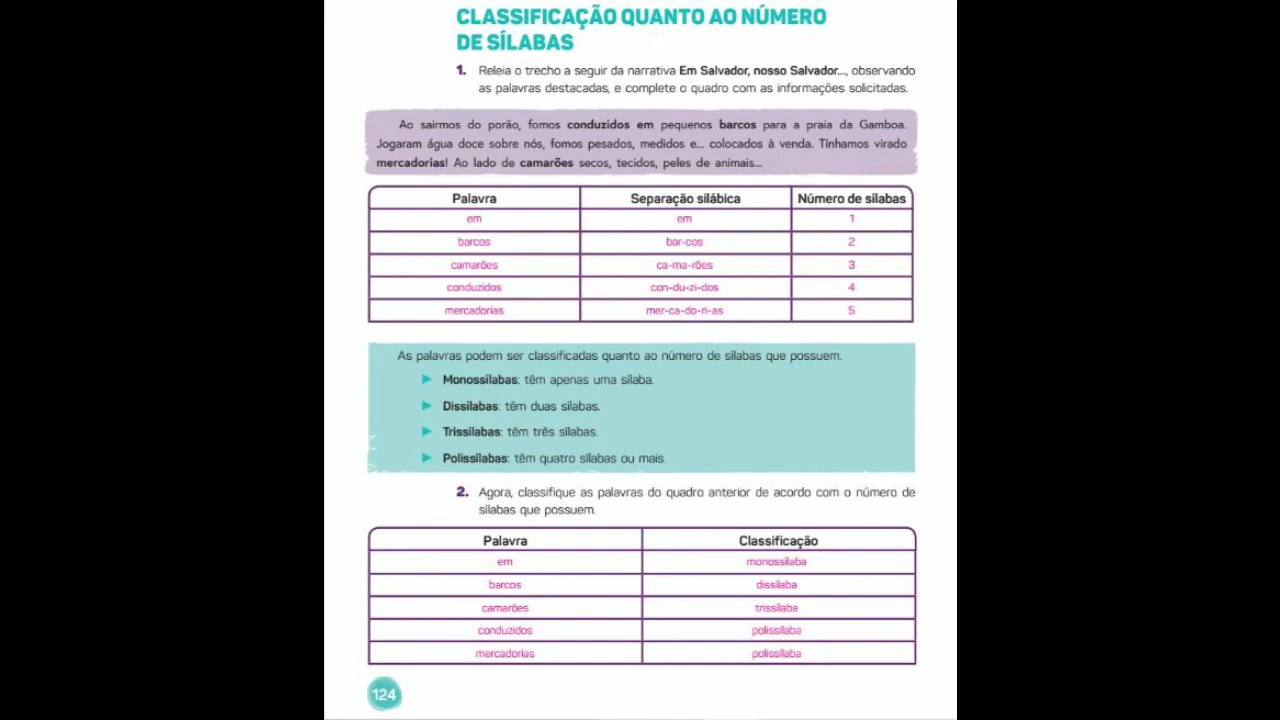 CLASSIFICAÇÃO QUANTO AO NÚMERO
DE SÍLABAS
1. Releia o trecho a seguir da narrativa Em Salvador, nosso Salvador..., observando
as palavras destacadas, e complete o quadro com as informações solicitadas.
Ao sairmos do porão, fomos conduzidos em pequenos barcos para a praia da Gamboa.
Jogaram água doce sobre nós, fomos pesados, medidos e... colocados à venda. Tínhamos virado
mercadorias! Ao lado de camarões secos, tecidos, peles de animais...
Palavra Separação silábica Número de sílabas
em em 1
barcos bar-cos 2
camarões ca-ma-rões 3
conduzidos con-du-zi-dos 4
mercadorias mer-ca-do-ri-as 5
As palavras podem ser classificadas quanto ao número de sílabas que possuem.
► Monossílabas: têm apenas uma sílaba.
► Dissílabas: têm duas sílabas.
► Trissílabas: têm três sílabas.
► Polissílabas: têm quatro sílabas ou mais.
2. Agora, classifique as palavras do quadro anterior de acordo com o número de
sílabas que possuem.
Palavra Classificação
em monossílaba
barcos dissílaba
camarões trissílaba
conduzidos polissílaba
mercadorias polissílaba
124